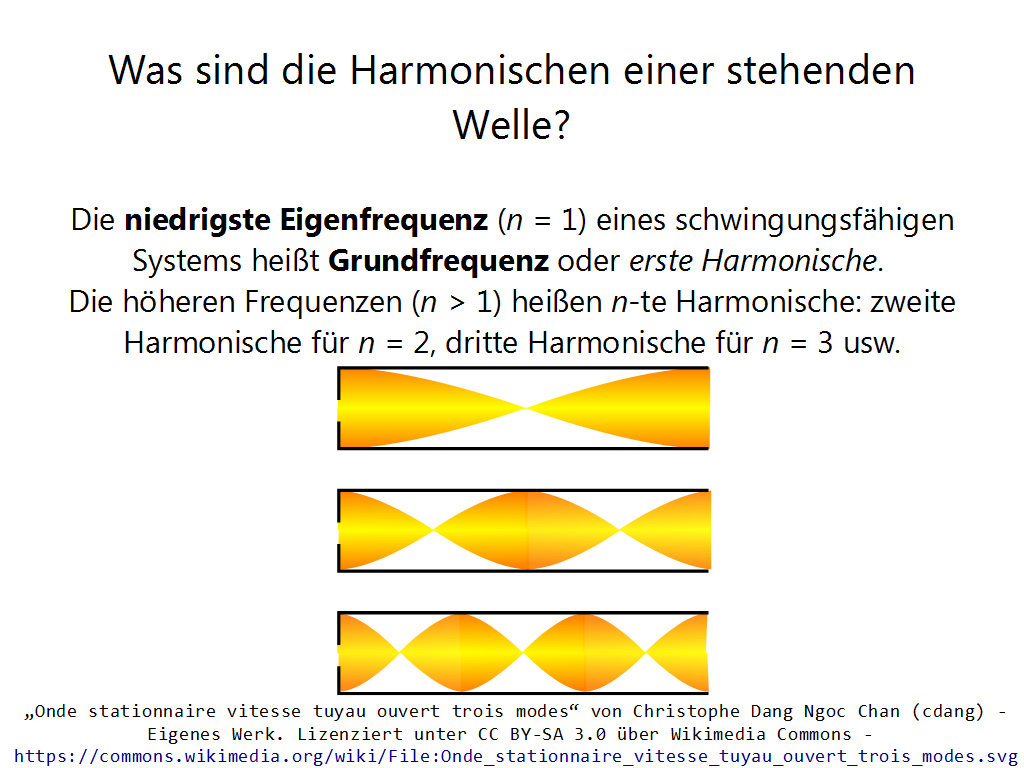 Was sind die Harmonischen einer stehenden
Welle?
Die niedrigste Eigenfrequenz (n = 1) eines schwingungsfähigen
Systems heißt Grundfrequenz oder erste Harmonische.
Die höheren Frequenzen (n > 1) heißen n-te Harmonische: zweite
Harmonische für n = 2, dritte Harmonische für n = 3 usw.
„Onde stationnaire vitesse tuyau ouvert trois modes“ von Christophe Dang Ngoc Chan (cdang) -
Eigenes Werk. Lizenziert unter CC BY-SA 3.0 über Wikimedia Commons -
https://commons.wikimedia.org/wiki/File:Onde_stationnaire_vitesse_tuyau_ouvert_trois_modes.svg